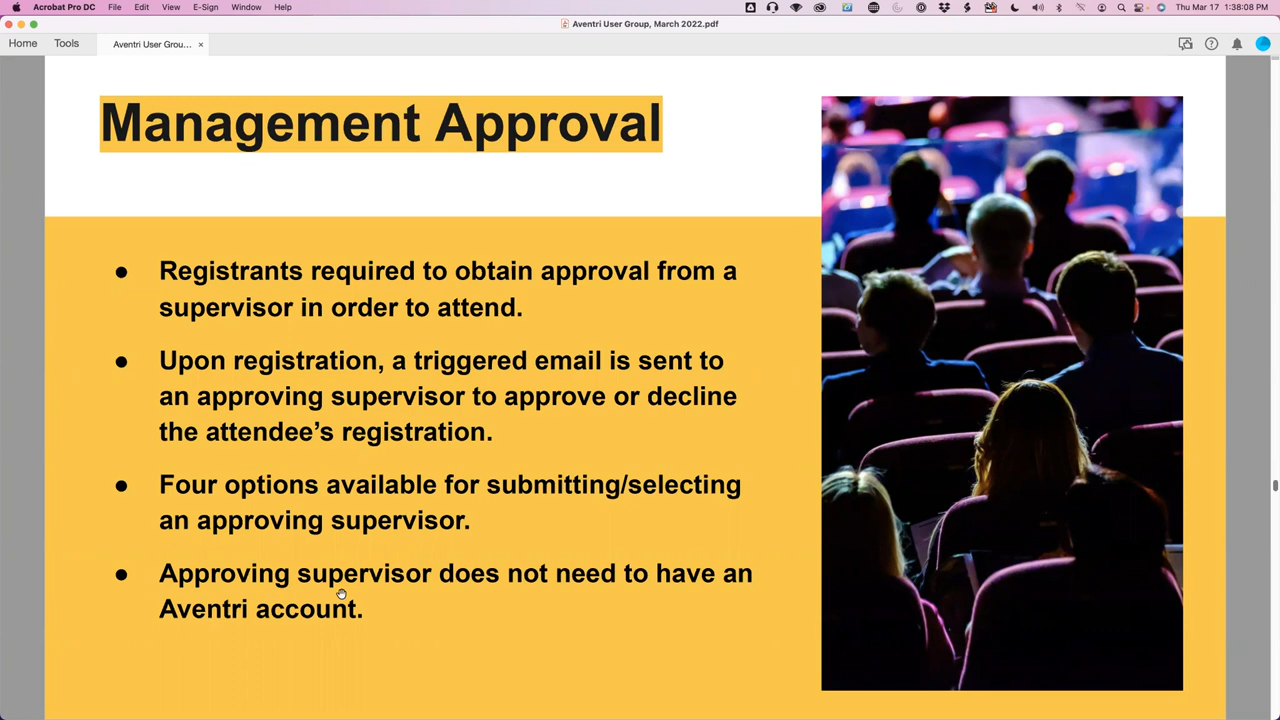 Acrobat Pro DC File Edit View E-Sign Window Help Thu Mar 17 1:38:08 PM
Aventri User Group, March 2022.pdf
Home Tools Aventri User Grou... ×
Management Approval
● Registrants required to obtain approval from a
supervisor in order to attend.
● Upon registration, a triggered email is sent to
an approving supervisor to approve or decline
the attendee’s registration.
● Four options available for submitting/selecting
an approving supervisor.
● Approving supervisor does not need to have an
Aventri account.